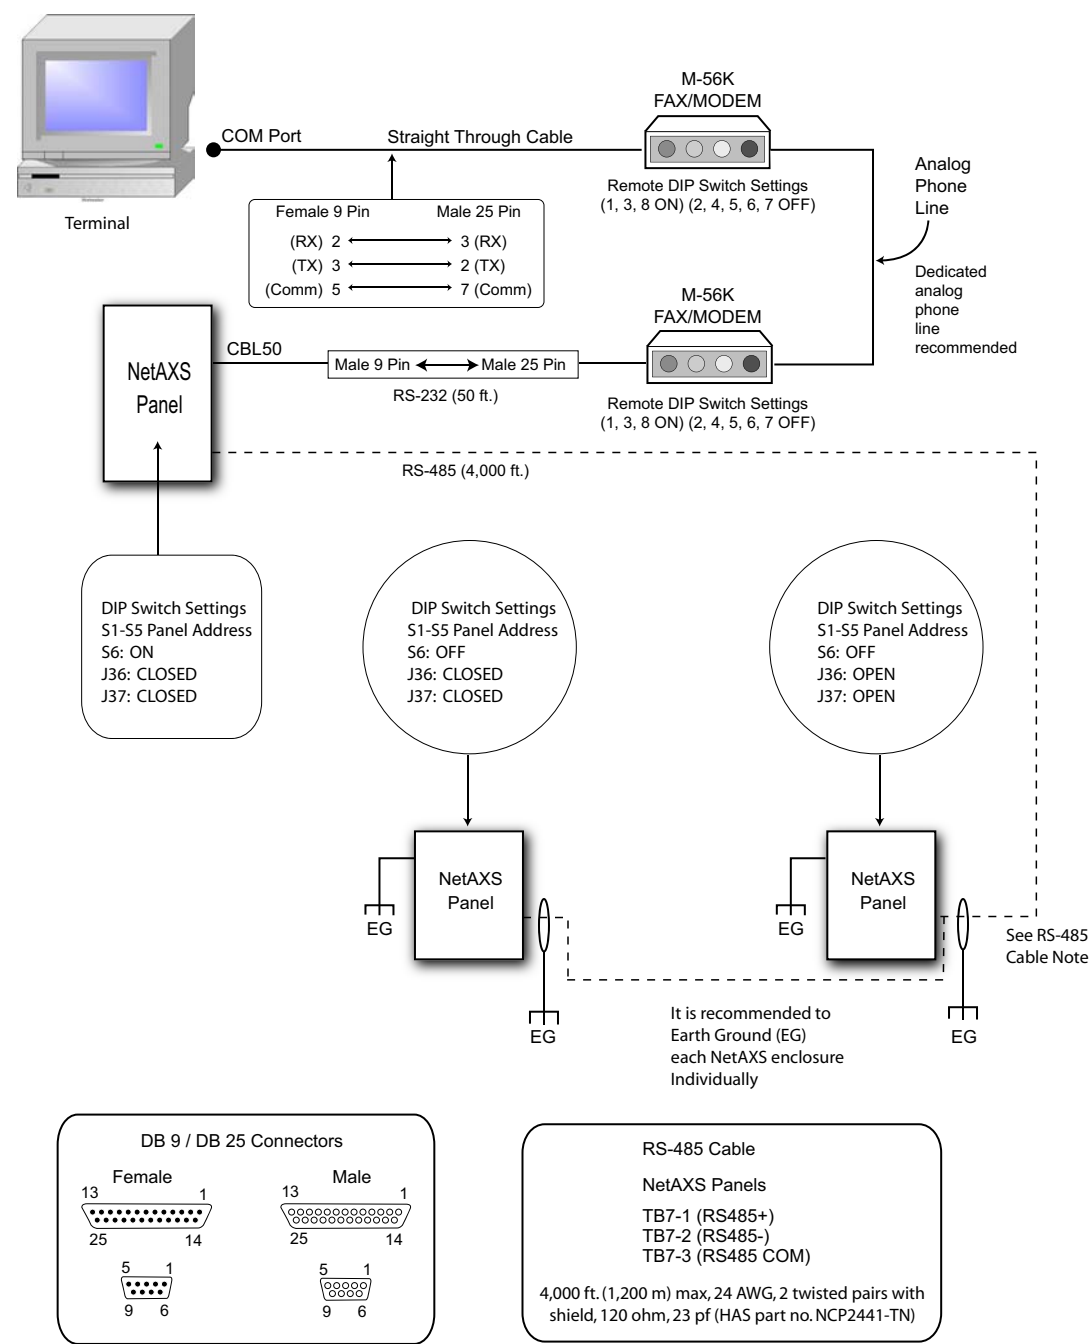 M-56K
FAX/MODEM
COM Port
Straight Through Cable
Analog
Phone
Line
Terminal
Remote DIP Switch Settings
(1, 3, 8 ON) (2, 4, 5, 6, 7 OFF)
Female 9 Pin Male 25 Pin
(RX) 2 3 (RX)
(TX) 3 2 (TX)
(Comm) 5 7 (Comm)
Dedicated
analog
phone
line
recommended
M-56K
FAX/MODEM
NetAXS
Panel
CBL50
Male 9 Pin Male 25 Pin
RS-232 (50 ft.)
Remote DIP Switch Settings
(1, 3, 8 ON) (2, 4, 5, 6, 7 OFF)
RS-485 (4,000 ft.)
DIP Switch Settings
S1-S5 Panel Address
S6: ON
J36: CLOSED
J37: CLOSED
DIP Switch Settings
S1-S5 Panel Address
S6: OFF
J36: CLOSED
J37: CLOSED
DIP Switch Settings
S1-S5 Panel Address
S6: OFF
J36: OPEN
J37: OPEN
NetAXS
Panel
EG
EG
NetAXS
Panel
EG
EG
See RS-485
Cable Note
It is recommended to
Earth Ground (EG)
each NetAXS enclosure
Individually
DB 9 / DB 25 Connectors
Female Male
13 1
25 14
5 1
9 6
13 1
25 14
5 1
9 6
RS-485 Cable
NetAXS Panels
TB7-1 (RS485+)
TB7-2 (RS485-)
TB7-3 (RS485 COM)
4,000 ft. (1,200 m) max, 24 AWG, 2 twisted pairs with
shield, 120 ohm, 23 pf (HAS part no. NCP2441-TN)